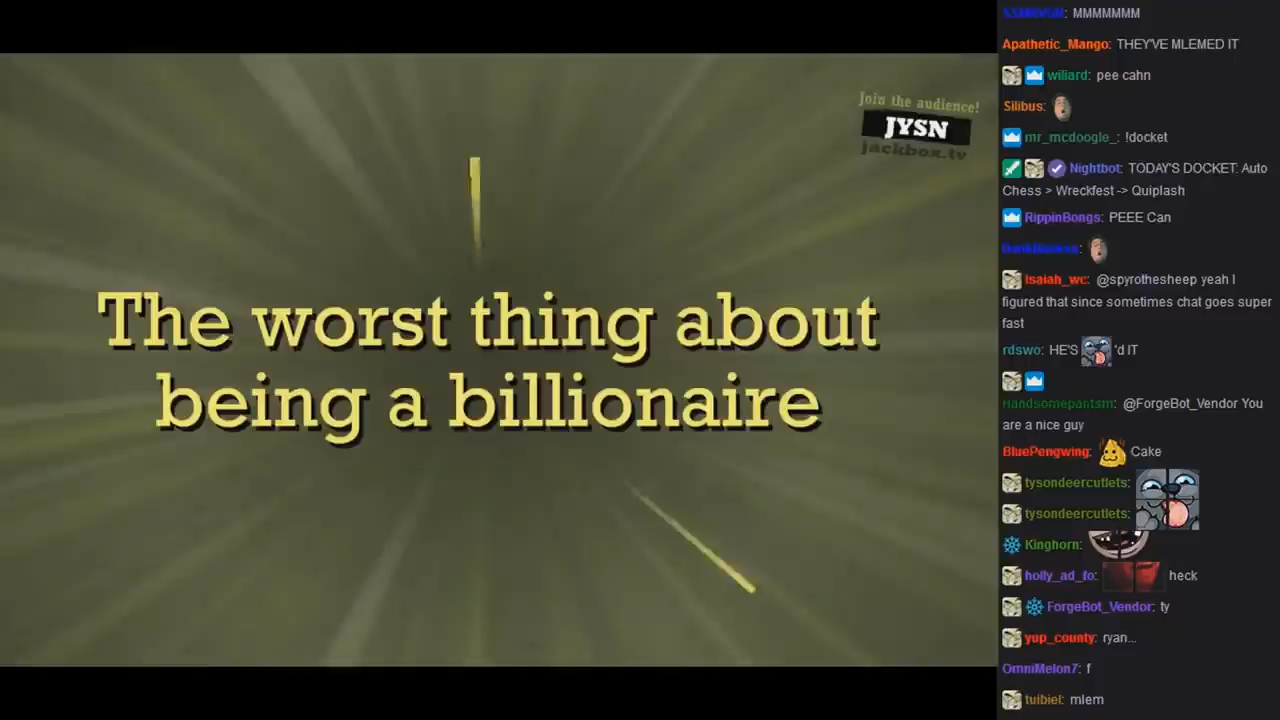 The worst thing about
being a billionaire
Join the audience!
JYSN
jackbox.tv
: MMMMMMM
Apathetic_Mango: THEY'VE MLEMED IT
wiliard: pee cahn
Silibus:
mr_mcdoogle_: !docket
Nightbot: TODAY'S DOCKET: Auto
Chess > Wreckfest -> Quiplash
RippinBongs: PEEE Can
Isaiah_wc: @spyrothesheep yeah I
figured that since sometimes chat goes super
fast
rdswo: HE'S 'd IT
Handsomepantsm: @ForgeBot_Vendor You
are a nice guy
BluePengwing: Cake
tysondeercutlets:
tysondeercutlets:
Kinghorn:
holly_ad_fo: heck
ForgeBot_Vendor: ty
yup_county: ryan...
OmniMelon7: f
tuibiel: mlem